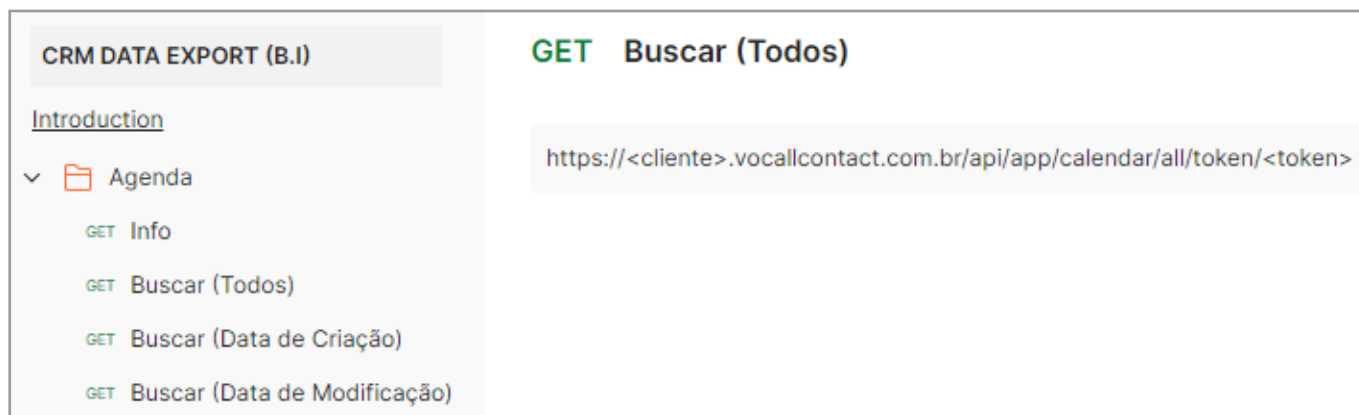 CRM DATA EXPORT (B.I)
Introduction
Agenda
GET Info
GET Buscar (Todos)
GET Buscar (Data de Criação)
GET Buscar (Data de Modificação)
GET Buscar (Todos)
https://<cliente>.vocallcontact.com.br/api/app/calendar/all/token/<token>